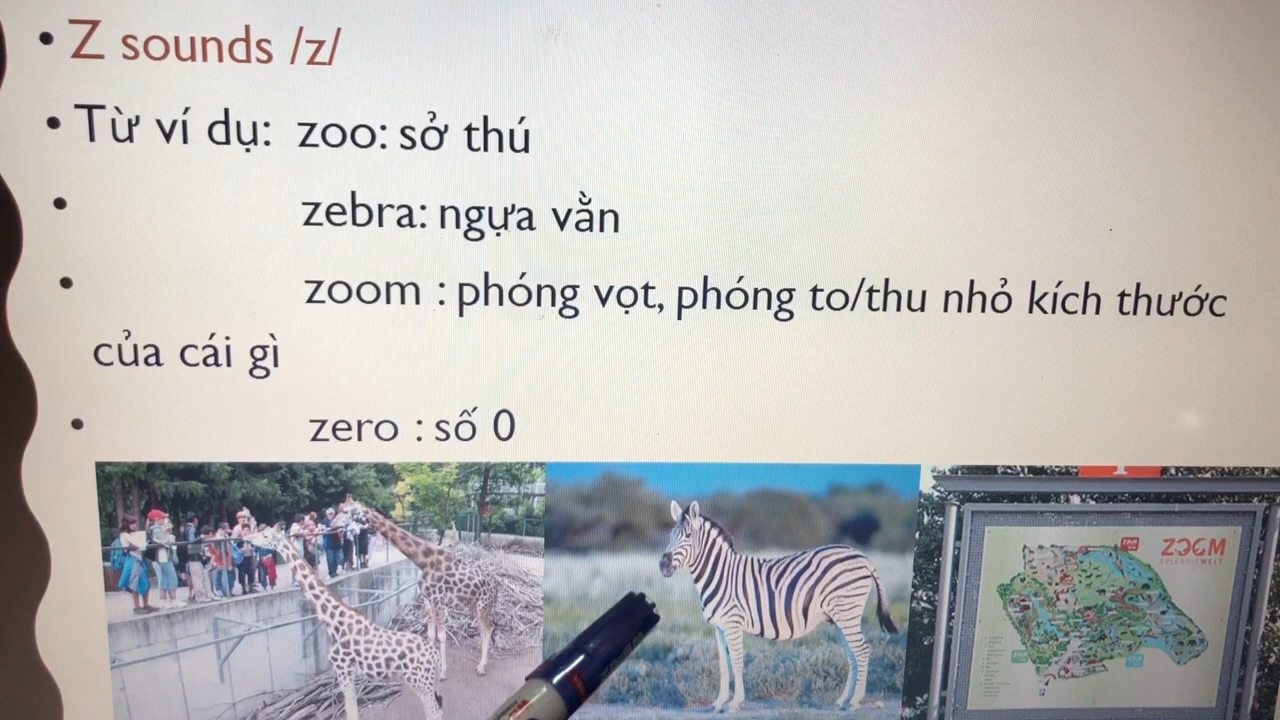 • Z sounds /z/
• Từ ví dụ: zoo: sở thú
• zebra: ngựa vằn
• zoom : phóng vọt, phóng to/thu nhỏ kích thước
của cái gì
• zero : số 0
ZOOM
ERLEBNISWELT